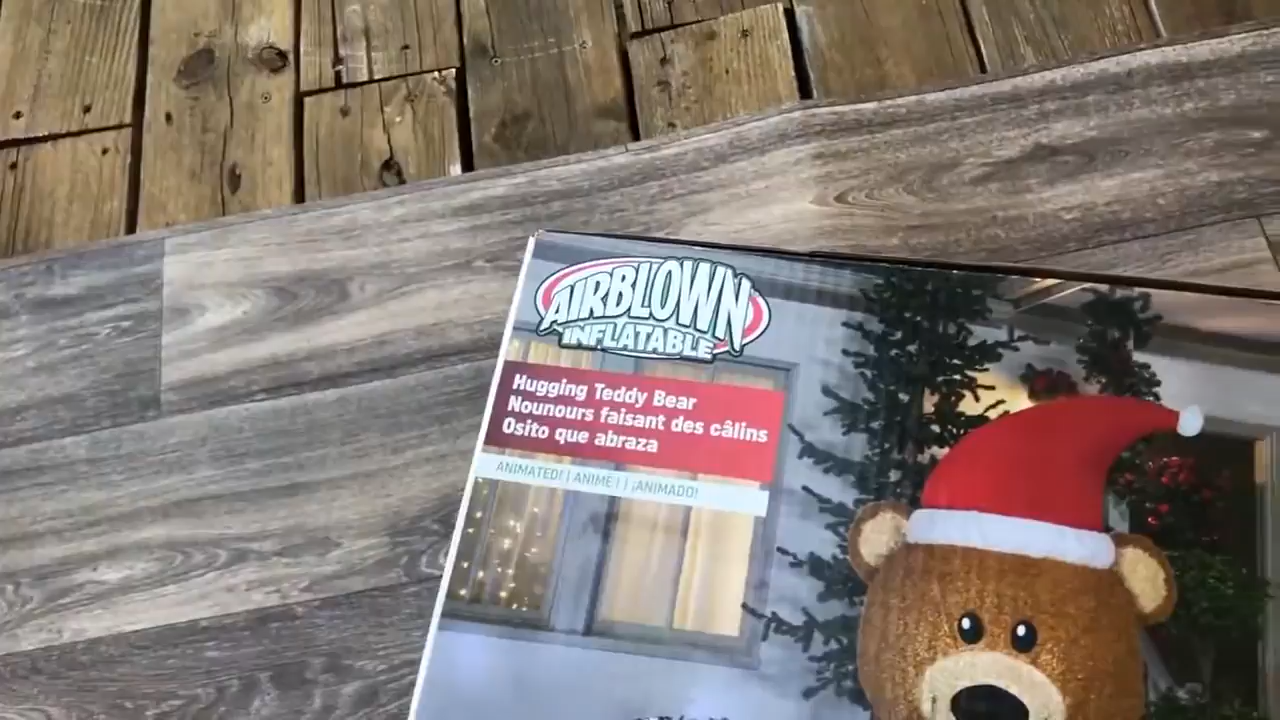 AIRBLOWN
INFLATABLE
Hugging Teddy Bear
Nounours faisant des câlins
Osito que abraza
ANIMATED! | ANIMÉ ! | ¡ANIMADO!